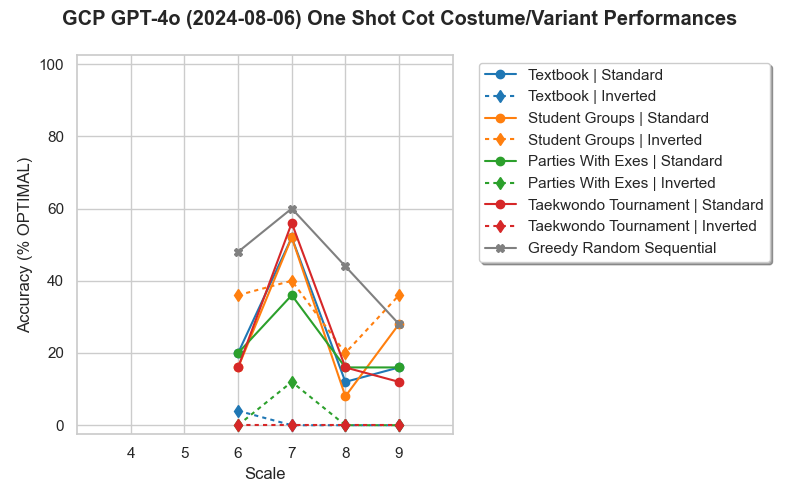 GCP GPT-4o (2024-08-06) One Shot Cot Costume/Variant Performances
100
80
60
40
20
0
Accuracy (% OPTIMAL)
4 5 6 7 8 9
Scale
Textbook | Standard
Textbook | Inverted
Student Groups | Standard
Student Groups | Inverted
Parties With Exes | Standard
Parties With Exes | Inverted
Taekwondo Tournament | Standard
Taekwondo Tournament | Inverted
Greedy Random Sequential